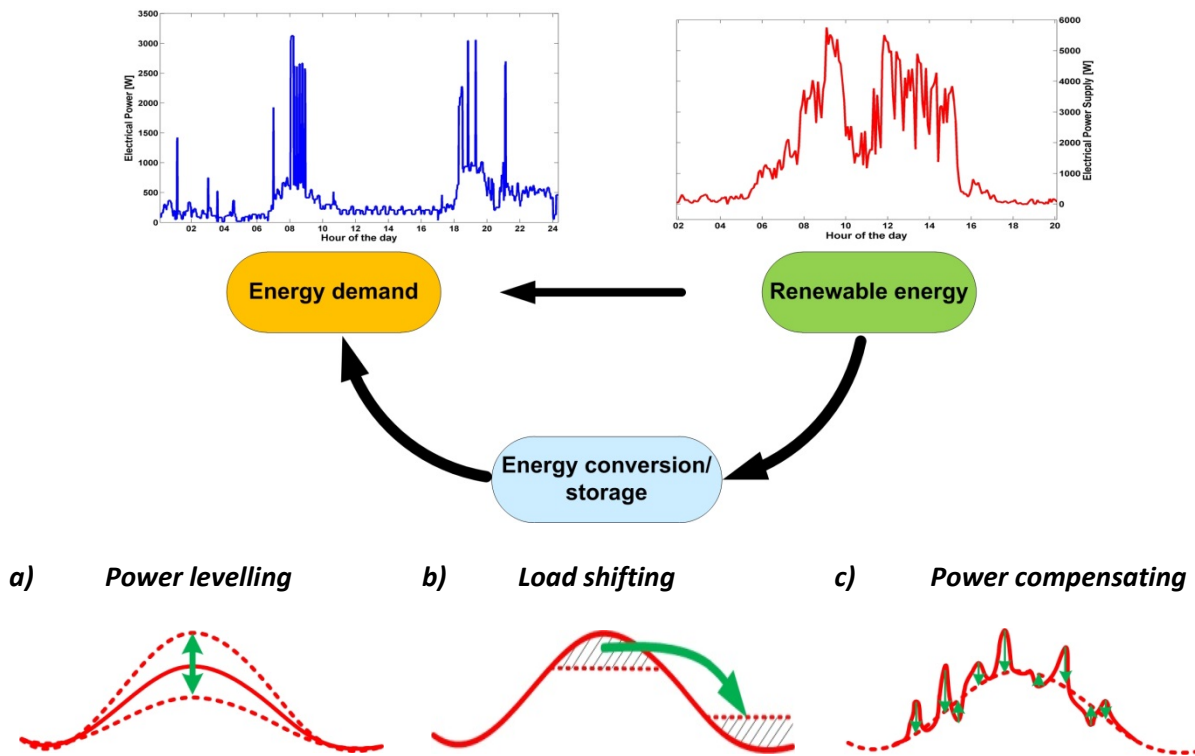 3500
3000
2500
2000
1500
1000
500
0
Electrical Power [W]
02 04 06 08 10 12 14 16 18 20 22 24
Hour of the day
6000
5000
4000
3000
2000
1000
0
Electrical Power Supply [W]
02 04 06 08 10 12 14 16 18 20
Hour of the day
Energy demand
Renewable energy
Energy conversion/
storage
a) Power levelling
b) Load shifting
c) Power compensating